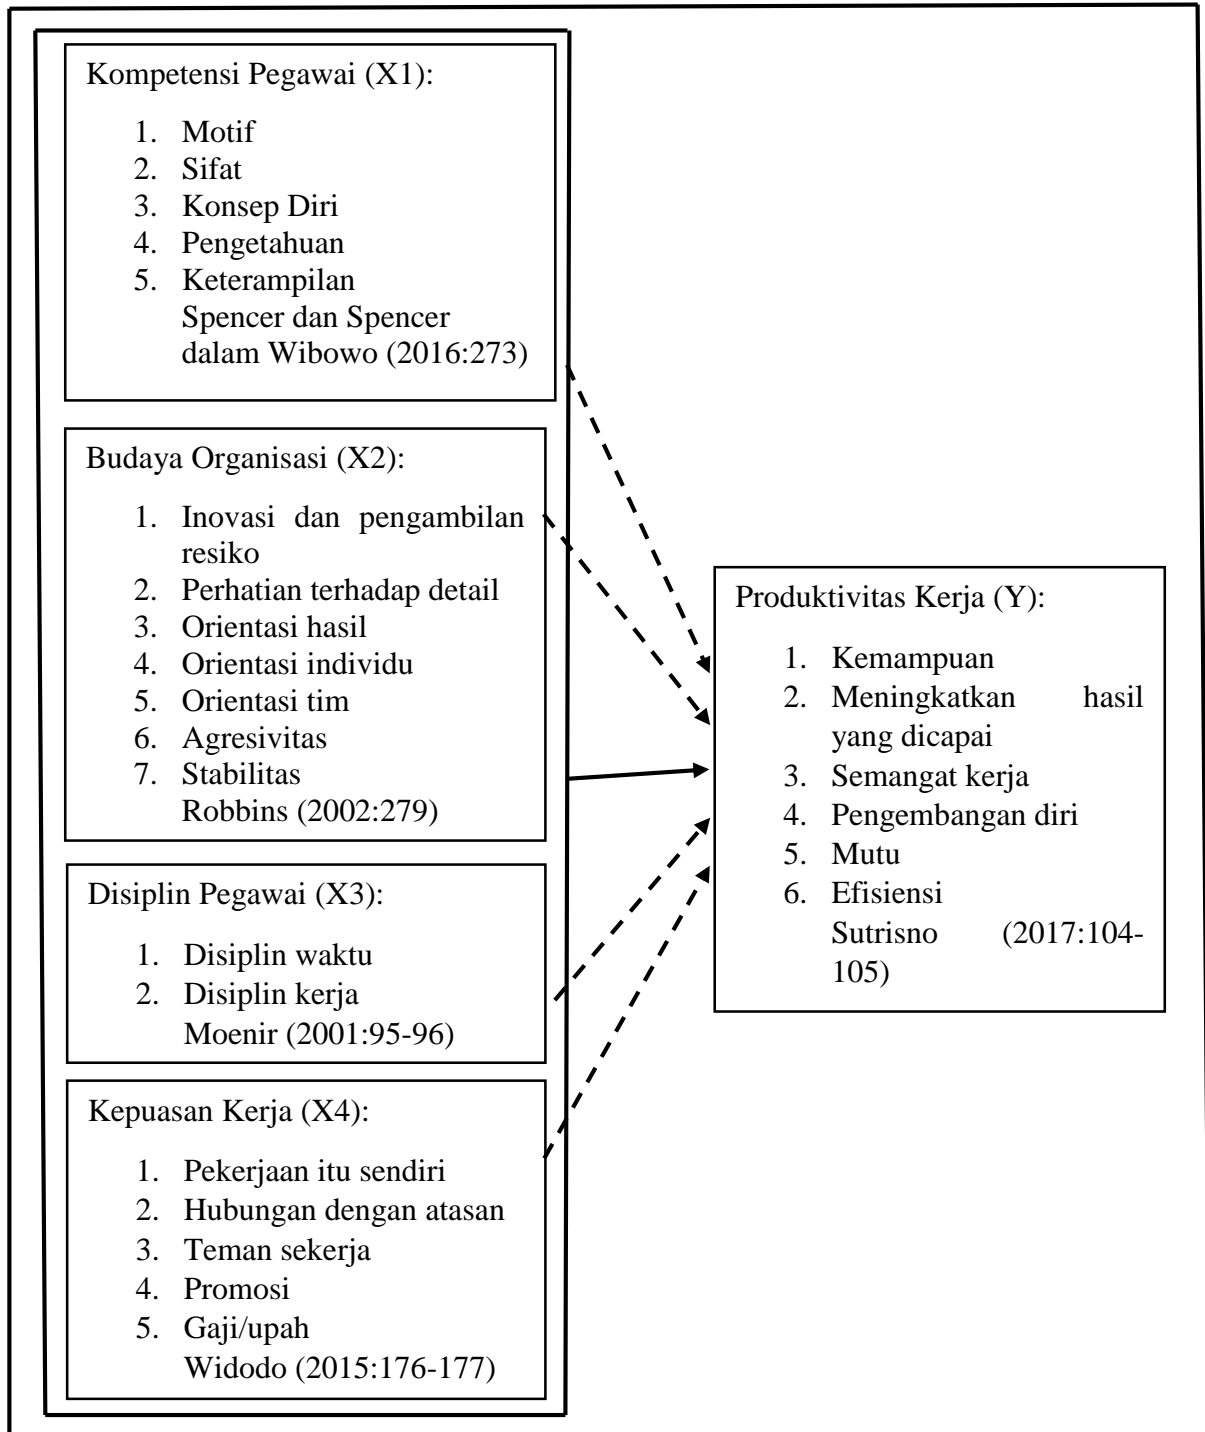 Kompetensi Pegawai (X1):
1. Motif
2. Sifat
3. Konsep Diri
4. Pengetahuan
5. Keterampilan
Spencer dan Spencer
dalam Wibowo (2016:273)
Budaya Organisasi (X2):
1. Inovasi dan pengambilan
resiko
2. Perhatian terhadap detail
3. Orientasi hasil
4. Orientasi individu
5. Orientasi tim
6. Agresivitas
7. Stabilitas
Robbins (2002:279)
Disiplin Pegawai (X3):
1. Disiplin waktu
2. Disiplin kerja
Moenir (2001:95-96)
Kepuasan Kerja (X4):
1. Pekerjaan itu sendiri
2. Hubungan dengan atasan
3. Teman sekerja
4. Promosi
5. Gaji/upah
Widodo (2015:176-177)
Produktivitas Kerja (Y):
1. Kemampuan
2. Meningkatkan hasil
yang dicapai
3. Semangat kerja
4. Pengembangan diri
5. Mutu
6. Efisiensi
Sutrisno (2017:104-
105)